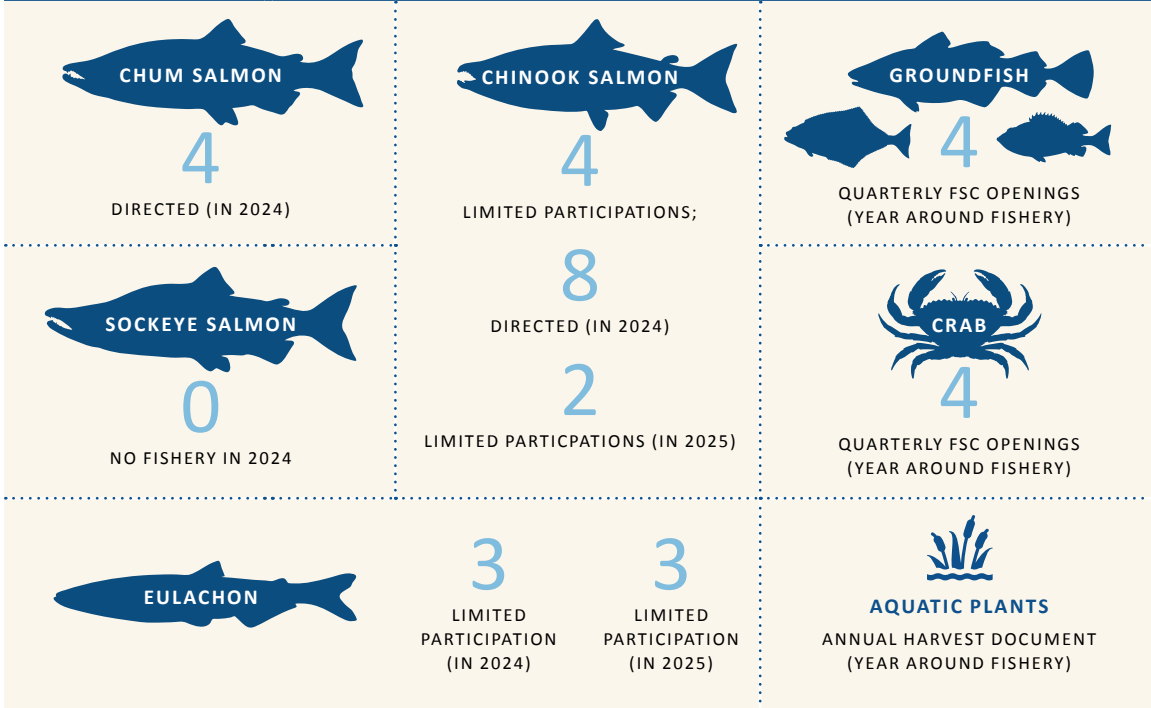 CHUM SALMON
4
DIRECTED (IN 2024)
CHINOOK SALMON
4
LIMITED PARTICIPATIONS;
8
DIRECTED (IN 2024)
2
LIMITED PARTICPATIONS (IN 2025)
GROUNDFISH
4
QUARTERLY FSC OPENINGS
(YEAR AROUND FISHERY)
SOCKEYE SALMON
0
NO FISHERY IN 2024
CRAB
4
QUARTERLY FSC OPENINGS
(YEAR AROUND FISHERY)
EULACHON
3
LIMITED
PARTICIPATION
(IN 2024)
3
LIMITED
PARTICIPATION
(IN 2025)
AQUATIC PLANTS
ANNUAL HARVEST DOCUMENT
(YEAR AROUND FISHERY)